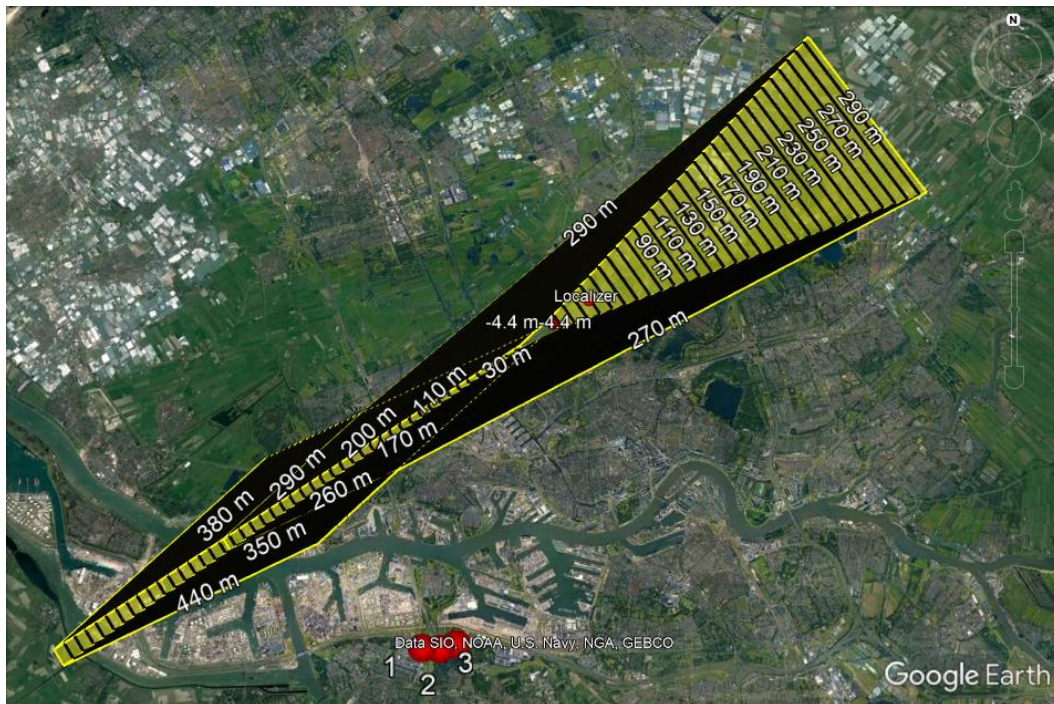 N
290 m
270 m
250 m
230 m
210 m
190 m
170 m
150 m
130 m
110 m
90 m
290 m
Localizer
-4.4 m-4.4 m
270 m
30 m
110 m
200 m
170 m
290 m
260 m
380 m
350 m
440 m
Data SIO, NOAA, U.S. Navy, NGA, GEBCO
1
2
3
Google Earth